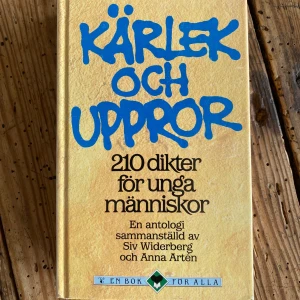 KÄRLEK
OCH
UPPROR
210 dikter
för unga
människor
En antologi
sammanställd av
Siv Widerberg
och Anna Artén
EN BOK FÖR ALLA